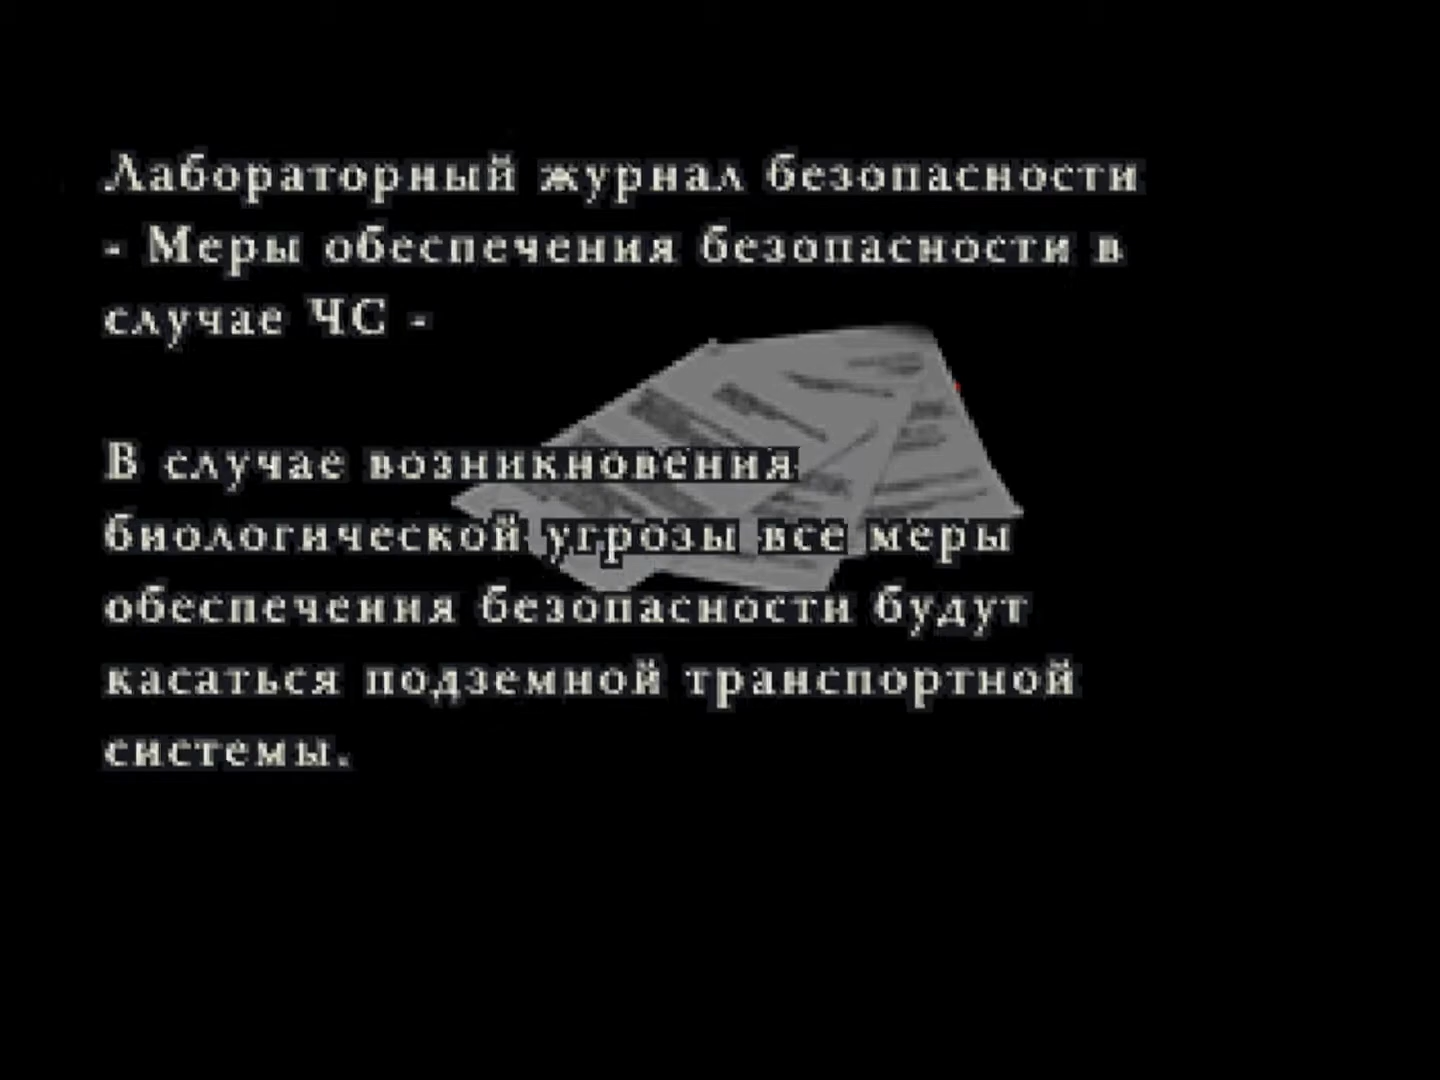 Лабораторный журнал безопасности
- Меры обеспечения безопасности в
случае ЧС -
В случае возникновения
биологической угрозы все меры
обеспечения безопасности будут
касаться подземной транспортной
системы.